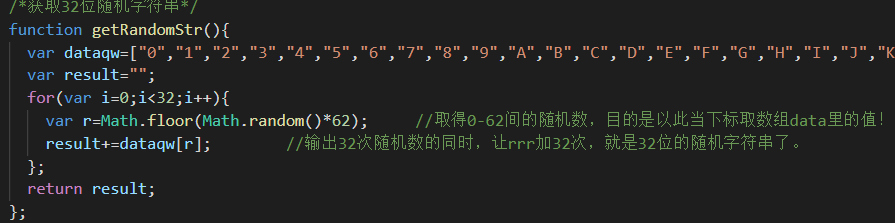 /*获取32位随机字符串*/
function getRandomStr(){
var dataqw=["0","1","2","3","4","5","6","7","8","9","A","B","C","D","E","F","G","H","I","J","K
var result="";
for(var i=0;i<32;i++){
var r=Math.floor(Math.random()*62); //取得0-62间的随机数，目的是以此当下标取数组data里的值！
result+=dataqw[r]; //输出32次随机数的同时，让rrr加32次，就是32位的随机字符串了。
};
return result;
};